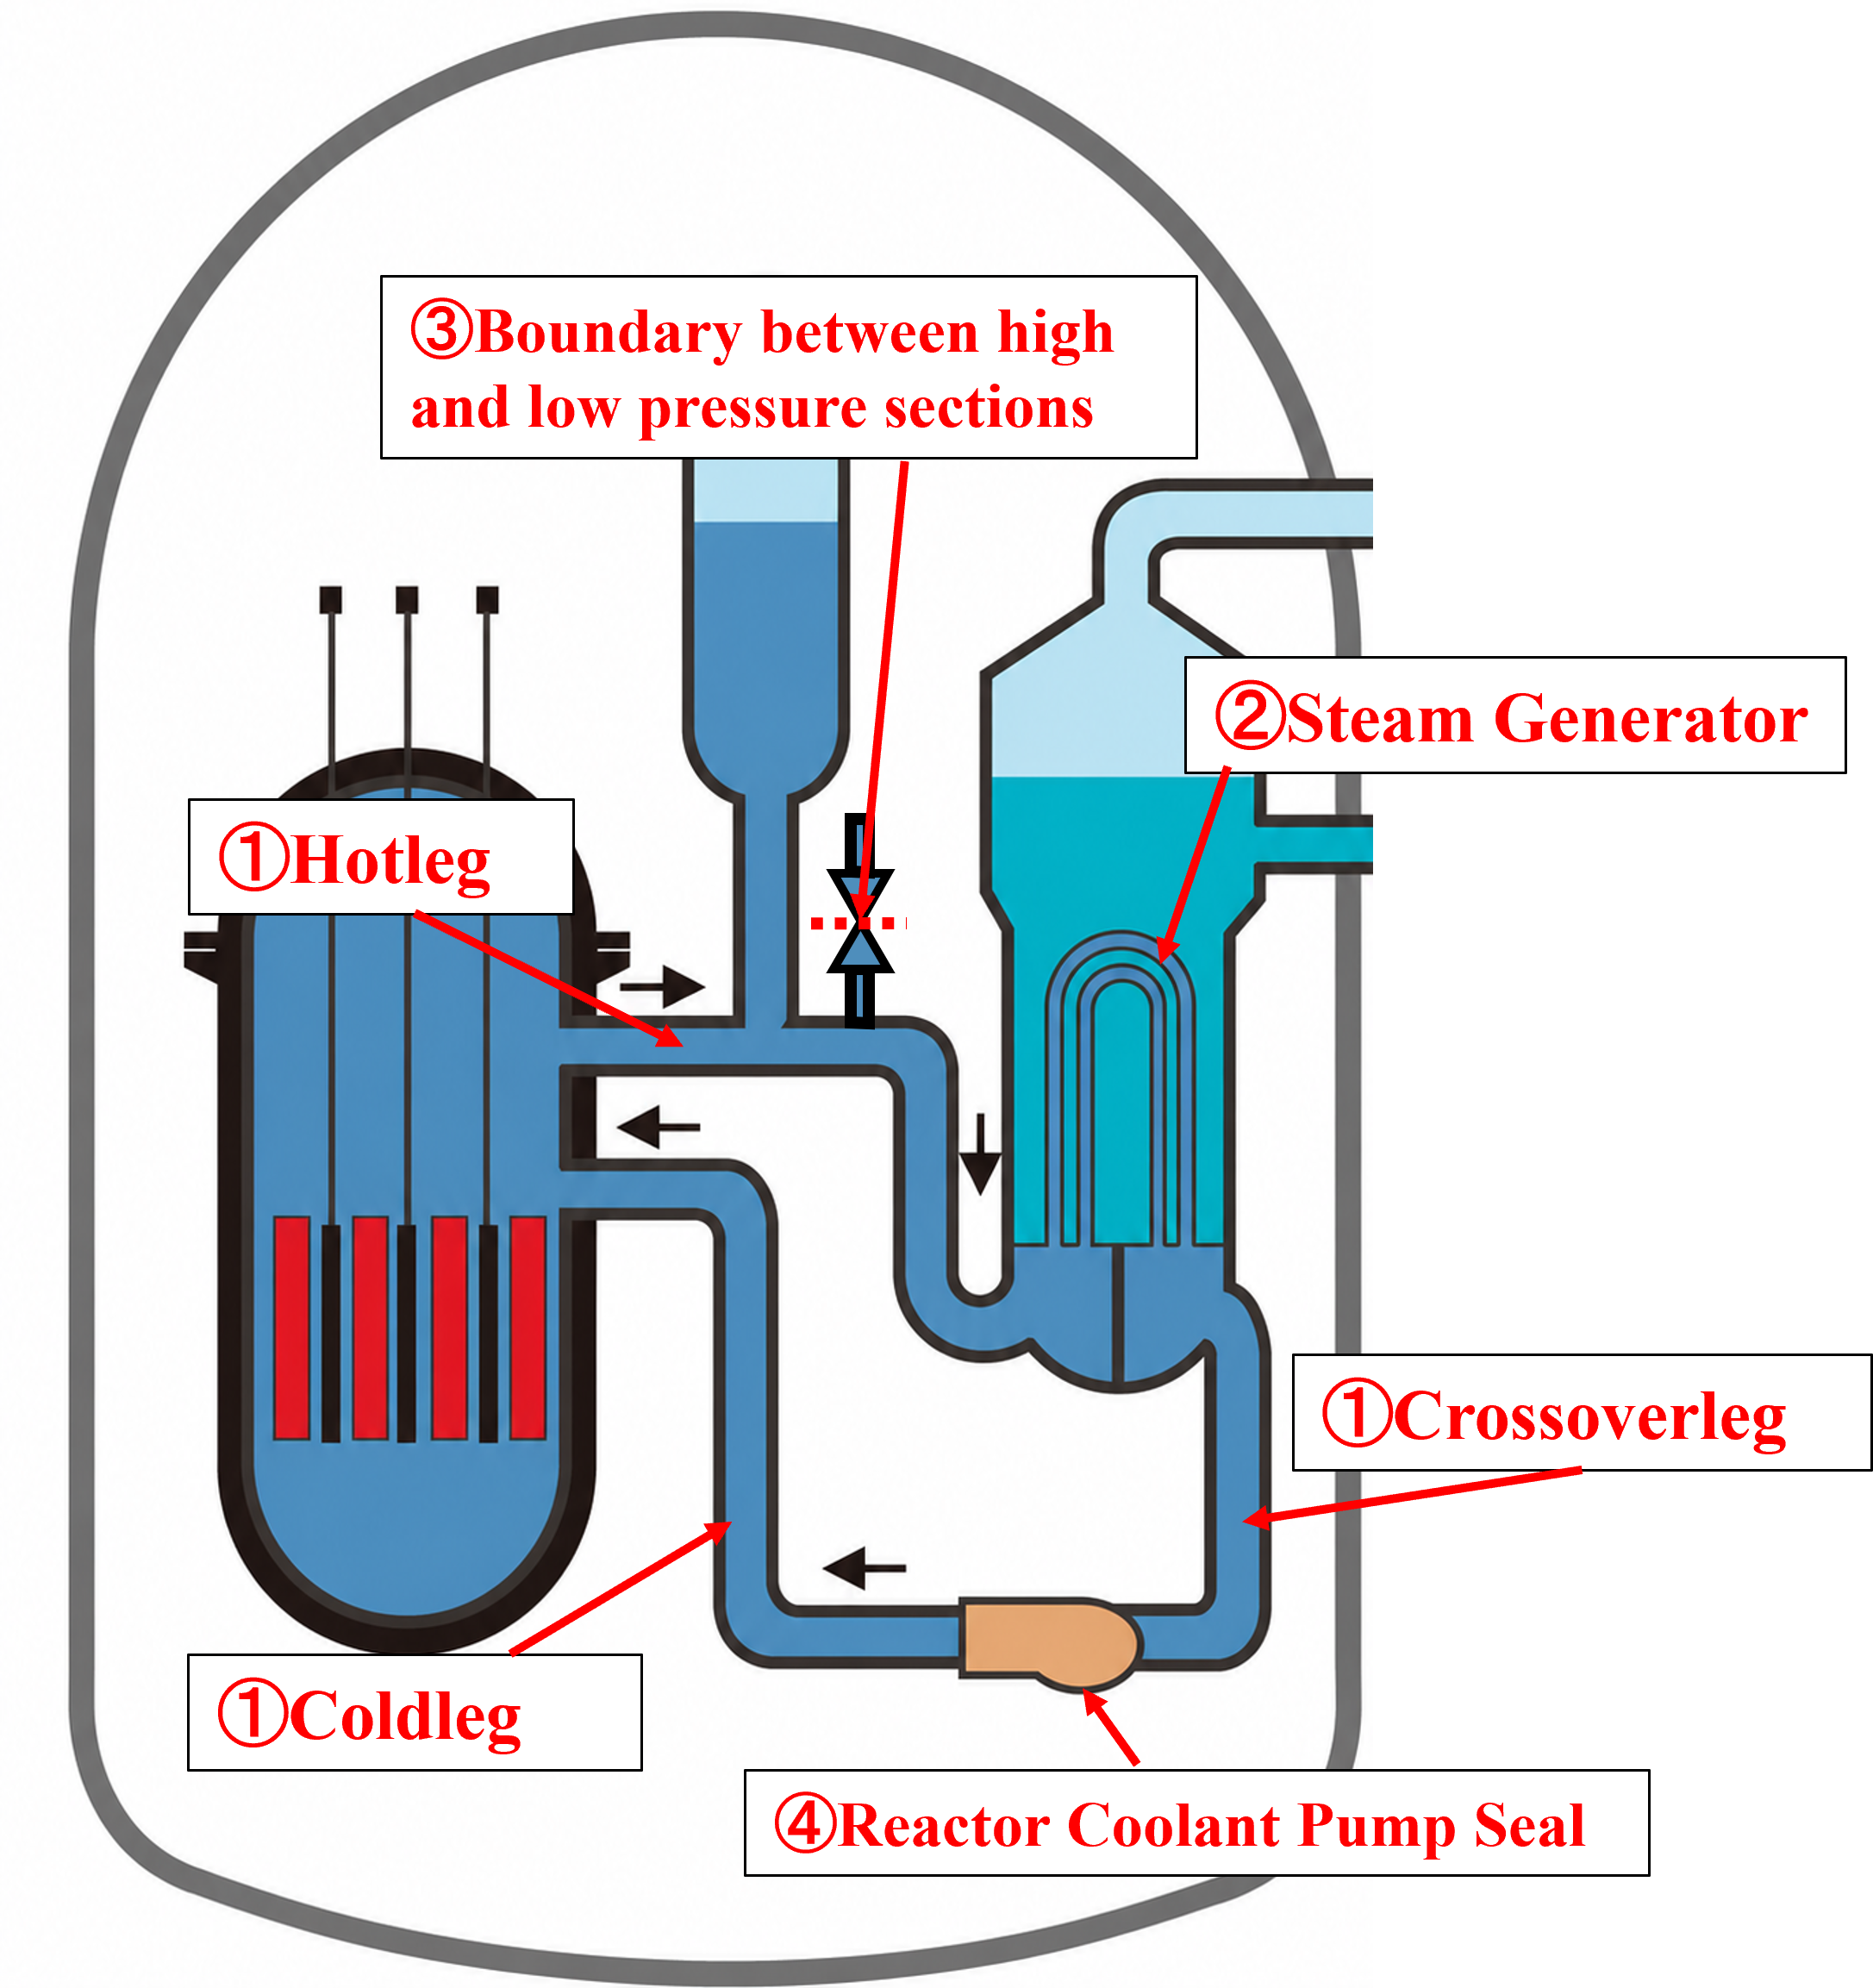 ③Boundary between high
and low pressure sections
②Steam Generator
①Hotleg
①Crossoverleg
①Coldleg
④Reactor Coolant Pump Seal